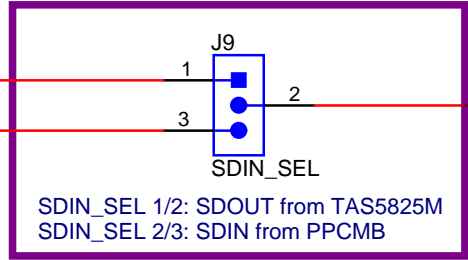 J9
1
2
3
SDIN_SEL
SDIN_SEL 1/2: SDOUT from TAS5825M
SDIN_SEL 2/3: SDIN from PPCMB